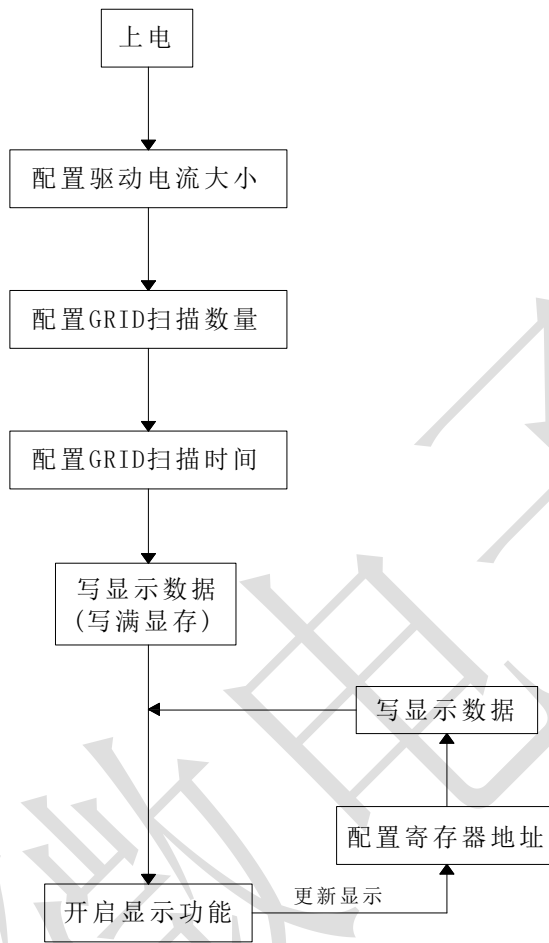 上电
配置驱动电流大小
配置GRID扫描数量
配置GRID扫描时间
写显示数据
(写满显存)
写显示数据
配置寄存器地址
开启显示功能
更新显示